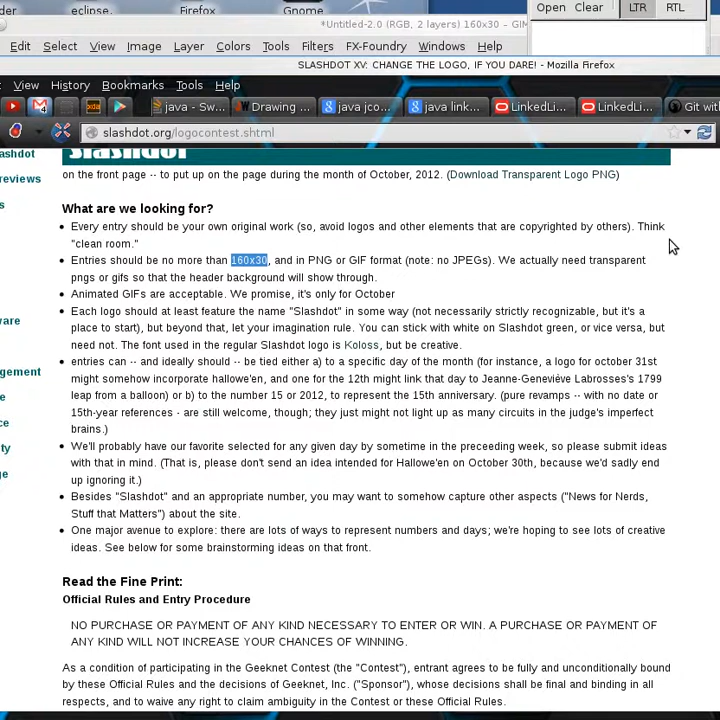 eclipse.
Firefox
Gnome
Open Clear LTR RTL
*Untitled-2.0 (RGB, 2 layers) 160x30 – GIM
Edit Select View Image Layer Colors Tools Filters FX-Foundry Windows Help
SLASHDOT XV: CHANGE THE LOGO, IF YOU DARE! - Mozilla Firefox
View History Bookmarks Tools Help
java - Sw... Drawing ... java jco... java link... LinkedLi... LinkedLi... Git wit
slashdot.org/logocontest.shtml
Slashdot
on the front page -- to put up on the page during the month of October, 2012. (Download Transparent Logo PNG)
What are we looking for?
Every entry should be your own original work (so, avoid logos and other elements that are copyrighted by others). Think
"clean room."
Entries should be no more than 160x30, and in PNG or GIF format (note: no JPEGs). We actually need transparent
pngs or gifs so that the header background will show through.
Animated GIFs are acceptable. We promise, it's only for October
Each logo should at least feature the name "Slashdot" in some way (not necessarily strictly recognizable, but it's a
place to start), but beyond that, let your imagination rule. You can stick with white on Slashdot green, or vice versa, but
need not. The font used in the regular Slashdot logo is Koloss, but be creative.
entries can -- and ideally should -- be tied either a) to a specific day of the month (for instance, a logo for october 31st
might somehow incorporate hallowe'en, and one for the 12th might link that day to Jeanne-Geneviève Labrosses's 1799
leap from a balloon) or b) to the number 15 or 2012, to represent the 15th anniversary. (pure revamps -- with no date or
15th-year references - are still welcome, though; they just might not light up as many circuits in the judge's imperfect
brains.)
We'll probably have our favorite selected for any given day by sometime in the preceeding week, so please submit ideas
with that in mind. (That is, please don't send an idea intended for Hallowe'en on October 30th, because we'd sadly end
up ignoring it.)
Besides "Slashdot" and an appropriate number, you may want to somehow capture other aspects ("News for Nerds,
Stuff that Matters") about the site.
One major avenue to explore: there are lots of ways to represent numbers and days; we're hoping to see lots of creative
ideas. See below for some brainstorming ideas on that front.
Read the Fine Print:
Official Rules and Entry Procedure
NO PURCHASE OR PAYMENT OF ANY KIND NECESSARY TO ENTER OR WIN. A PURCHASE OR PAYMENT OF
ANY KIND WILL NOT INCREASE YOUR CHANCES OF WINNING.
As a condition of participating in the Geeknet Contest (the "Contest"), entrant agrees to be fully and unconditionally bound
by these Official Rules and the decisions of Geeknet, Inc. ("Sponsor"), whose decisions shall be final and binding in all
respects, and to waive any right to claim ambiguity in the Contest or these Official Rules.